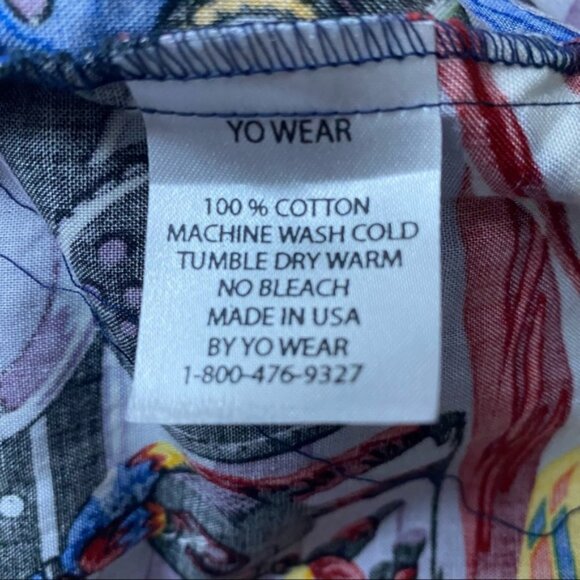 YO WEAR
100 % COTTON
MACHINE WASH COLD
TUMBLE DRY WARM
NO BLEACH
MADE IN USA
BY YO WEAR
1-800-476-9327